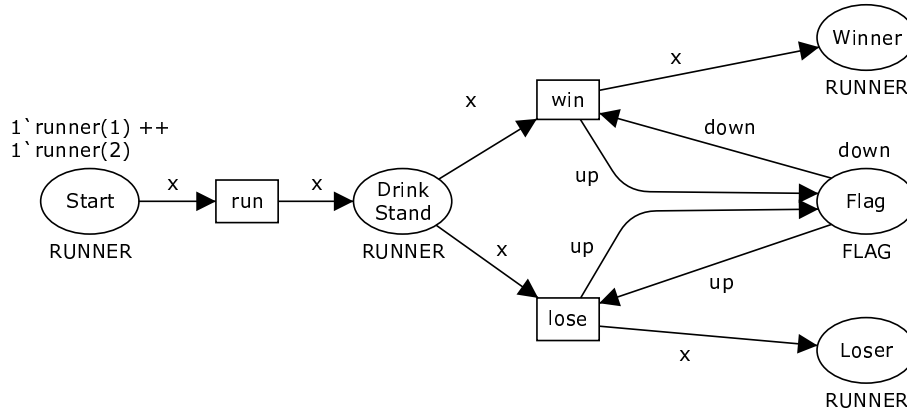 Winner
x
RUNNER
win
x
1`runner(1) ++
1`runner(2)
down
down
x
x
up
Start
run
Drink
Stand
Flag
RUNNER
RUNNER
x
up
FLAG
up
lose
x
Loser
RUNNER